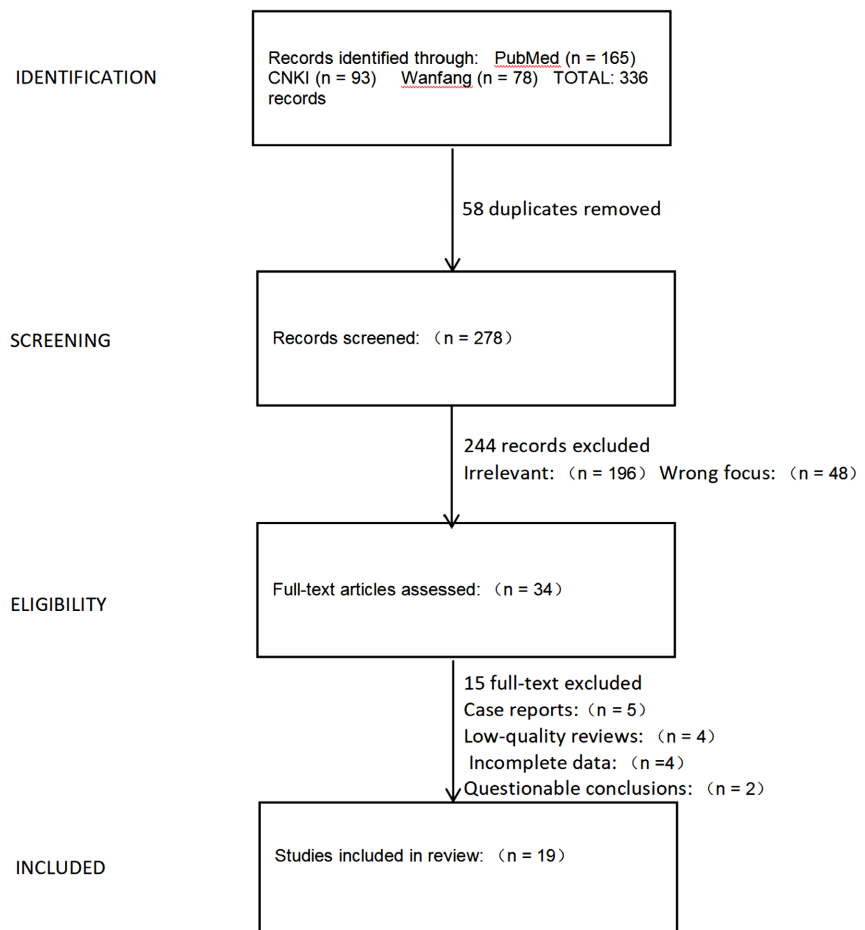 IDENTIFICATION
Records identified through:   PubMed (n = 165)
CNKI (n = 93)     Wanfang (n = 78)   TOTAL: 336
records
58 duplicates removed
SCREENING
Records screened: （n = 278）
244 records excluded
Irrelevant: （n = 196）Wrong focus: （n = 48）
ELIGIBILITY
Full-text articles assessed: （n = 34）
15 full-text excluded
Case reports:（n = 5）
Low-quality reviews: （n = 4）
Incomplete data: （n =4）
Questionable conclusions: （n = 2）
INCLUDED
Studies included in review: （n = 19）